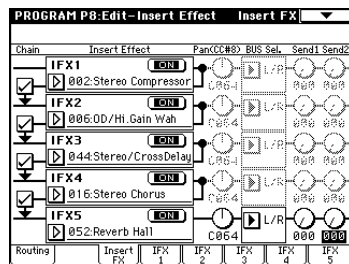 PROGRAM P8:Edit-Insert Effect Insert FX
Chain Insert Effect Pan(CC#8) BUS Sel. Send1 Send2
IFX1 ON
002:Stereo Compressor C064 L/R 000 000
IFX2 ON
006:OD/Hi.Gain Wah C064 L/R 000 000
IFX3 ON
044:Stereo/CrossDelay C064 L/R 000 000
IFX4 ON
016:Stereo Chorus C064 L/R 000 000
IFX5 ON
052:Reverb Hall C064 L/R 000 000
Routing Insert FX IFX 1 IFX 2 IFX 3 IFX 4 IFX 5